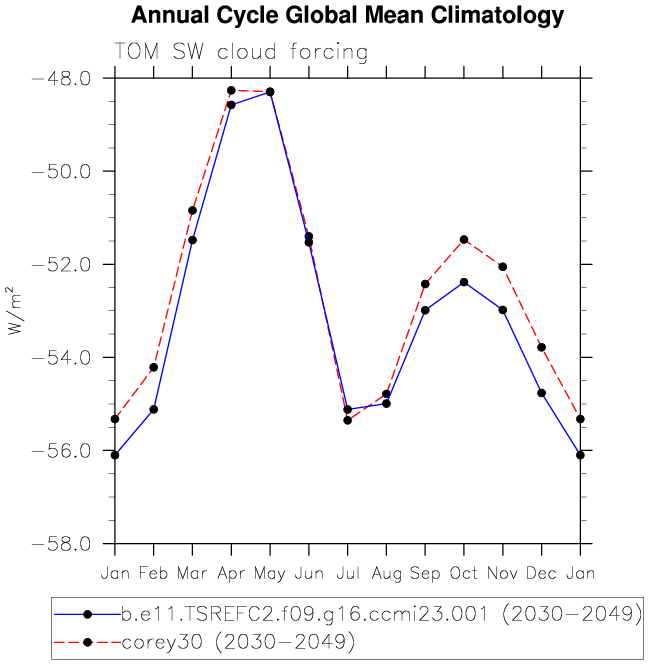 Annual Cycle Global Mean Climatology
TOM SW cloud forcing
−48.0
−50.0
−52.0
−54.0
−56.0
−58.0
W/m²
Jan Feb Mar Apr May Jun Jul Aug Sep Oct Nov Dec Jan
b.e11.TSREFC2.f09.g16.ccmi23.001 (2030−2049)
corey30 (2030−2049)